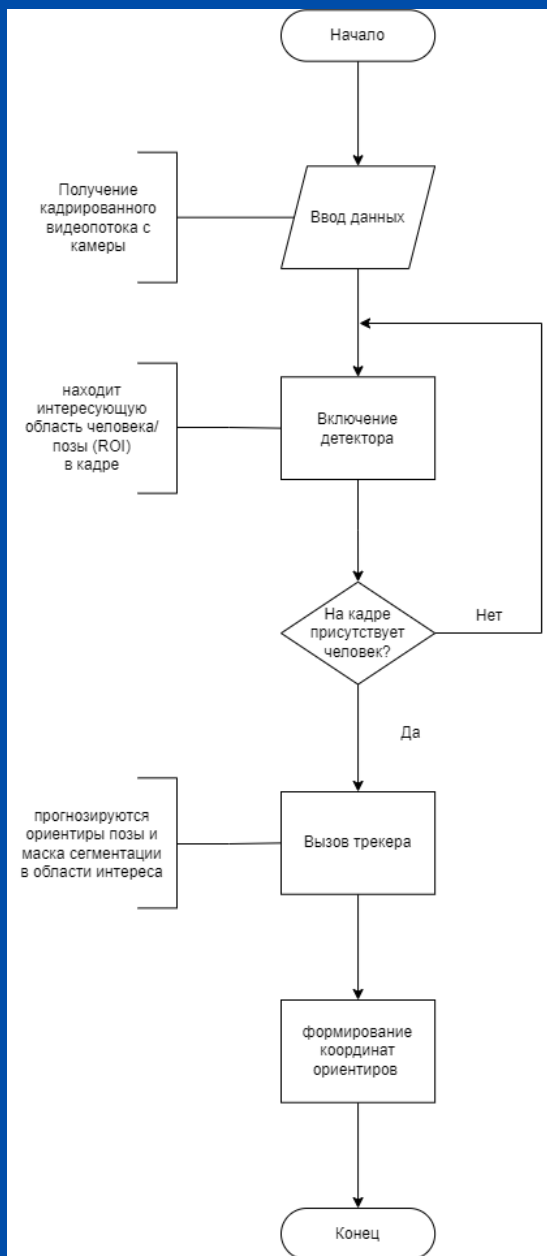 Начало
Получение
кадрированного
видеопотока с
камеры
Ввод данных
находит
интересующую
область человека/
позы (ROI)
в кадре
Включение
детектора
На кадре
присутствует
человек?
Нет
Да
прогнозируются
ориентиры позы и
маска сегментации
в области интереса
Вызов трекера
формирование
координат
ориентиров
Конец